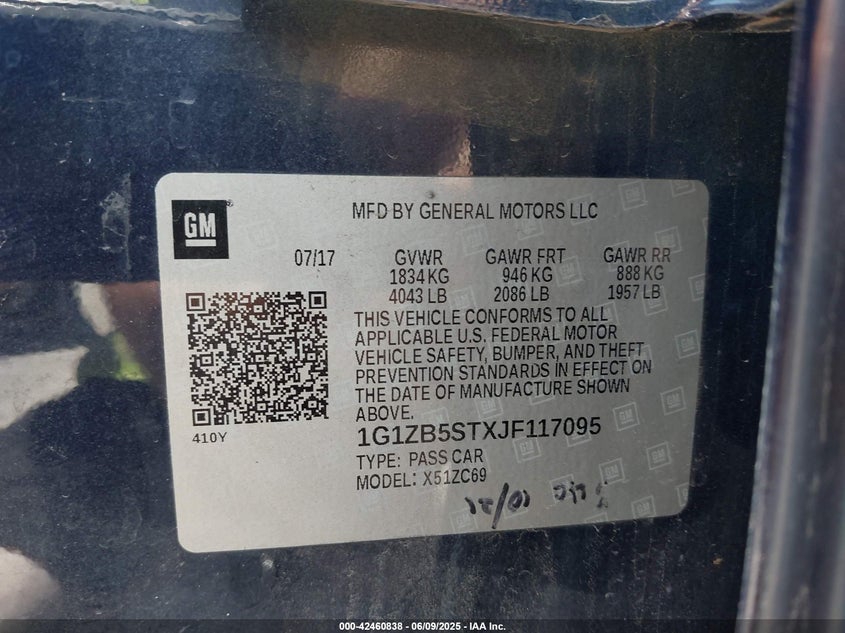 GM
MFD BY GENERAL MOTORS LLC
07/17 GVWR GAWR FRT GAWR RR
1834 KG 946 KG 888 KG
4043 LB 2086 LB 1957 LB
THIS VEHICLE CONFORMS TO ALL
APPLICABLE U.S. FEDERAL MOTOR
VEHICLE SAFETY, BUMPER, AND THEFT
PREVENTION STANDARDS IN EFFECT ON
THE DATE OF MANUFACTURE SHOWN
ABOVE.
410Y
1G1ZB5STXJF117095
TYPE: PASS CAR
MODEL: X51ZC69
000-42460838 - 06/09/2025 - IAA Inc.